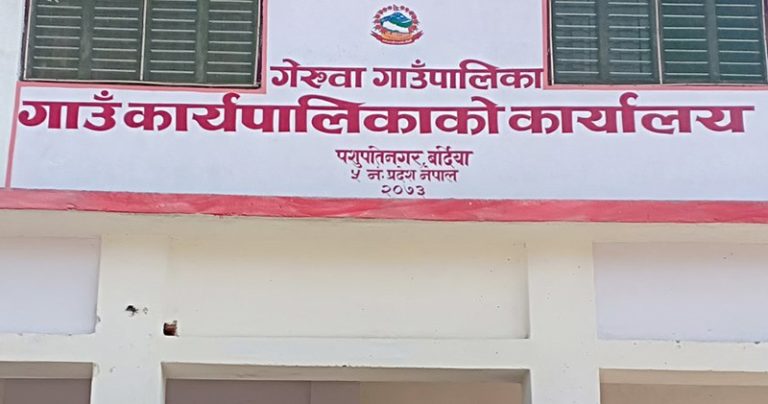 गेरुवा गाउँपालिका
गाउँ कार्यपालिकाको कार्यालय
पशुपतिनगर, बर्दिया
५ नं. प्रदेश नेपाल
२०७३